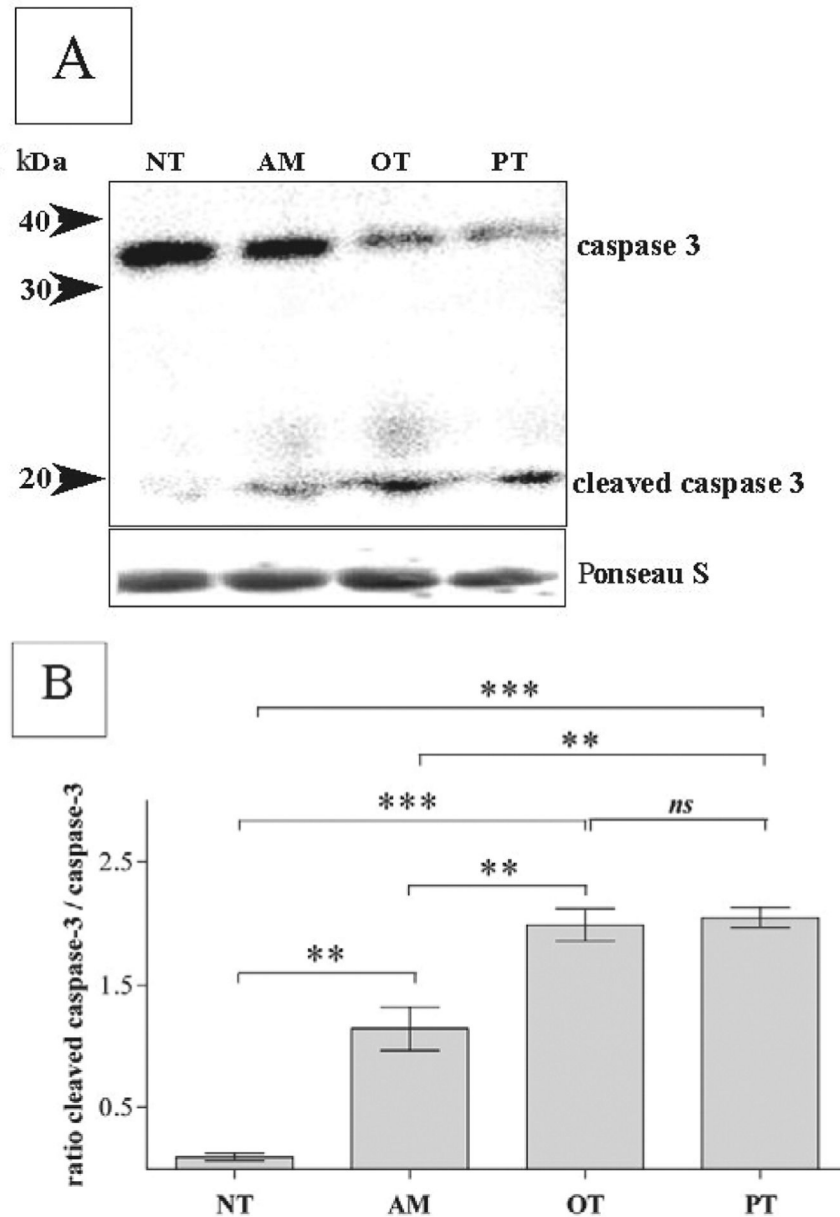 A
kDa NT AM OT PT
40
caspase 3
30
20
cleaved caspase 3
Ponseau S
B
***
**
***
ns
**
**
ratio cleaved caspase-3 / caspase-3
2.5
1.5
0.5
NT AM OT PT